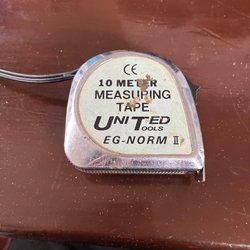 CE
10 METER
MEASURING
TAPE
UNITED
TOOLS
EG-NORM II